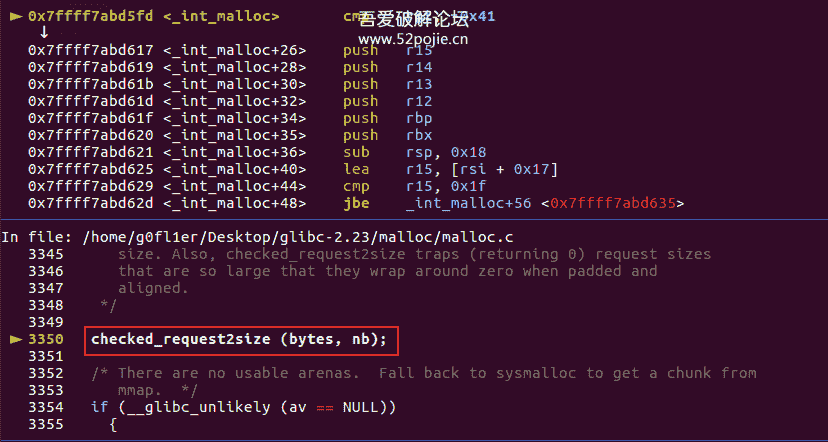 ► 0x7ffff7abd5fd <_int_malloc> cmp 0x41
吾爱破解论坛
www.52pojie.cn
↓
0x7ffff7abd617 <_int_malloc+26> push r15
0x7ffff7abd619 <_int_malloc+28> push r14
0x7ffff7abd61b <_int_malloc+30> push r13
0x7ffff7abd61d <_int_malloc+32> push r12
0x7ffff7abd61f <_int_malloc+34> push rbp
0x7ffff7abd620 <_int_malloc+35> push rbx
0x7ffff7abd621 <_int_malloc+36> sub rsp, 0x18
0x7ffff7abd625 <_int_malloc+40> lea r15, [rsi + 0x17]
0x7ffff7abd629 <_int_malloc+44> cmp r15, 0x1f
0x7ffff7abd62d <_int_malloc+48> jbe _int_malloc+56 <0x7ffff7abd635>
In file: /home/g0fl1er/Desktop/glibc-2.23/malloc/malloc.c
3345 size. Also, checked_request2size traps (returning 0) request sizes
3346 that are so large that they wrap around zero when padded and
3347 aligned.
3348 */
3349
► 3350 checked_request2size (bytes, nb);
3351
3352 /* There are no usable arenas. Fall back to sysmalloc to get a chunk from
3353 mmap. */
3354 if (__glibc_unlikely (av == NULL))
3355 {